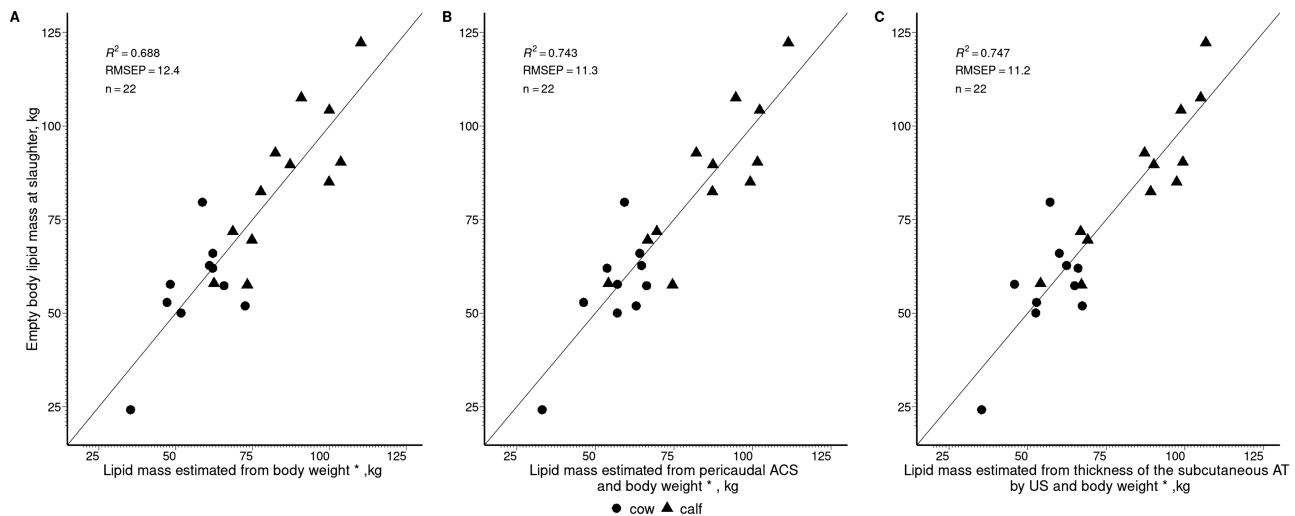 A
R² = 0.688
RMSEP = 12.4
n = 22
Empty body lipid mass at slaughter, kg
125
100
75
50
25
25 50 75 100 125
Lipid mass estimated from body weight * ,kg
B
R² = 0.743
RMSEP = 11.3
n = 22
125
100
75
50
25
25 50 75 100 125
Lipid mass estimated from pericaudal ACS
and body weight * , kg
C
R² = 0.747
RMSEP = 11.2
n = 22
125
100
75
50
25
25 50 75 100 125
Lipid mass estimated from thickness of the subcutaneous AT
by US and body weight * ,kg
cow calf